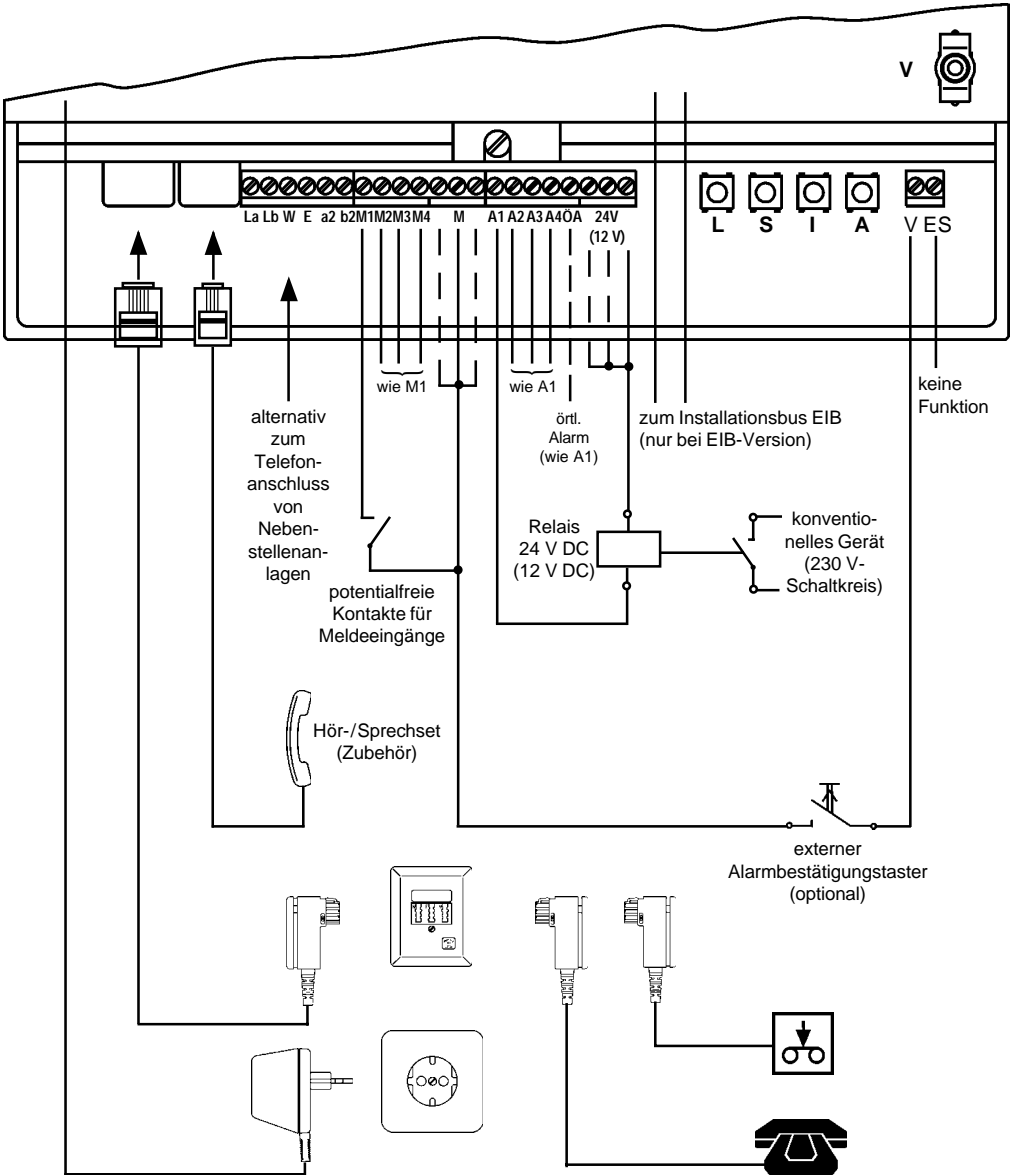 V
La Lb W E a2 b2 M1 M2 M3 M4 M A1 A2 A3 A4 ÖA 24V
(12 V)
L S I A
V ES
wie M1
wie A1
keine
Funktion
alternativ
zum
Telefon-
anschluss
von
Neben-
stellenan-
lagen
örtl.
Alarm
(wie A1)
zum Installationsbus EIB
(nur bei EIB-Version)
Relais
24 V DC
(12 V DC)
konventio-
nelles Gerät
(230 V-
Schaltkreis)
potentialfreie
Kontakte für
Meldeeingänge
Hör-/Sprechset
(Zubehör)
externer
Alarmbestätigungstaster
(optional)